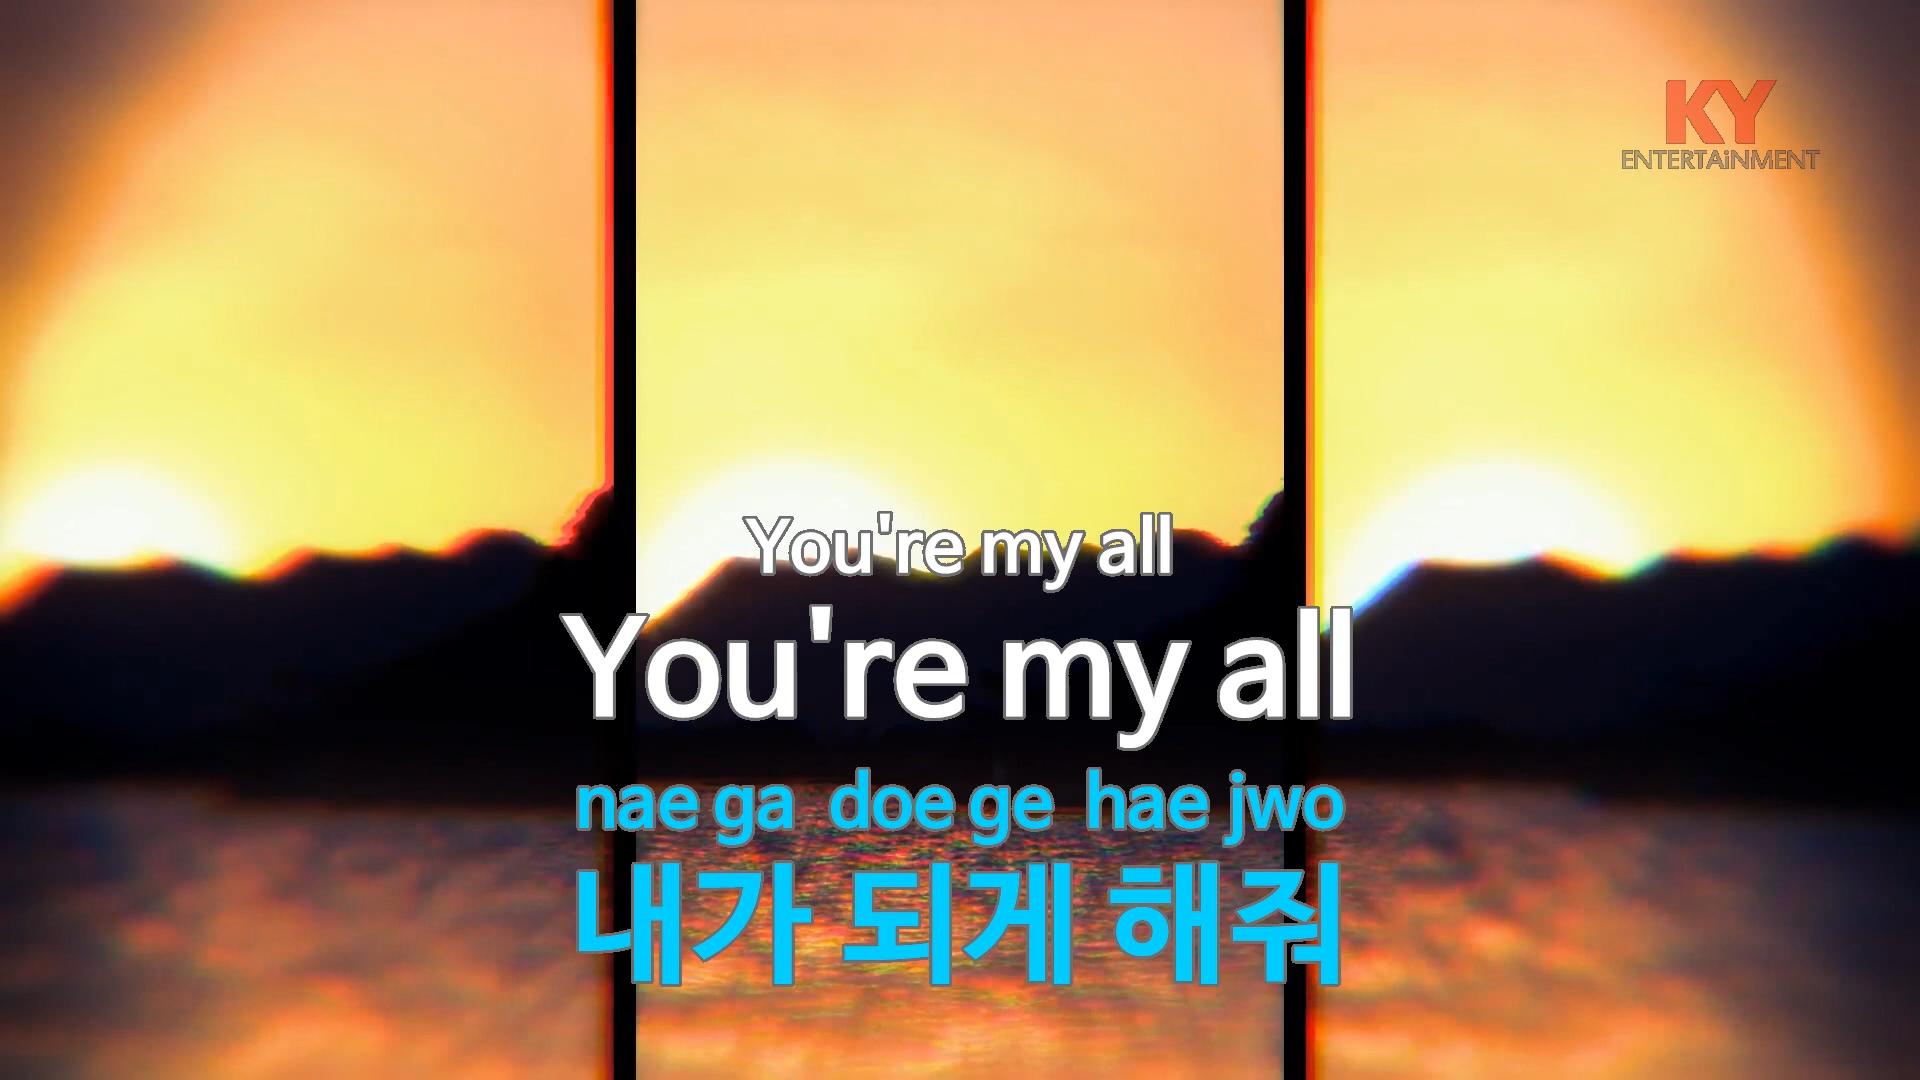 KY
ENTERTAiNMENT
You're my all
You're my all
nae ga doe ge hae jwo
내가 되게 해줘